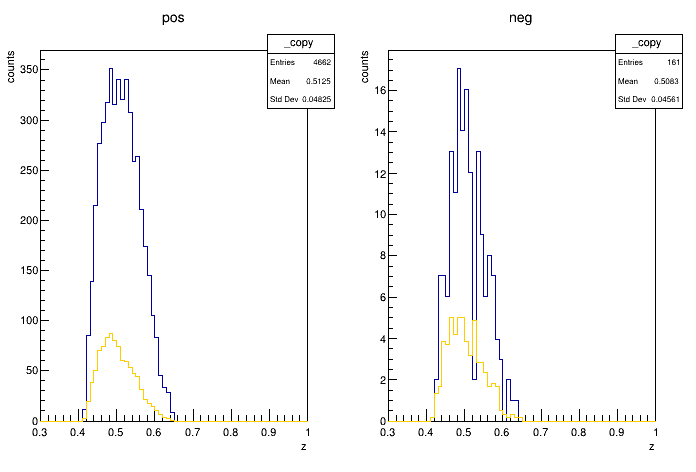 pos
_copy
Entries 4662
Mean 0.5125
Std Dev 0.04825
counts
350
300
250
200
150
100
50
0
0.3 0.4 0.5 0.6 0.7 0.8 0.9 1
z
neg
_copy
Entries 161
Mean 0.5083
Std Dev 0.04561
counts
16
14
12
10
8
6
4
2
0
0.3 0.4 0.5 0.6 0.7 0.8 0.9 1
z